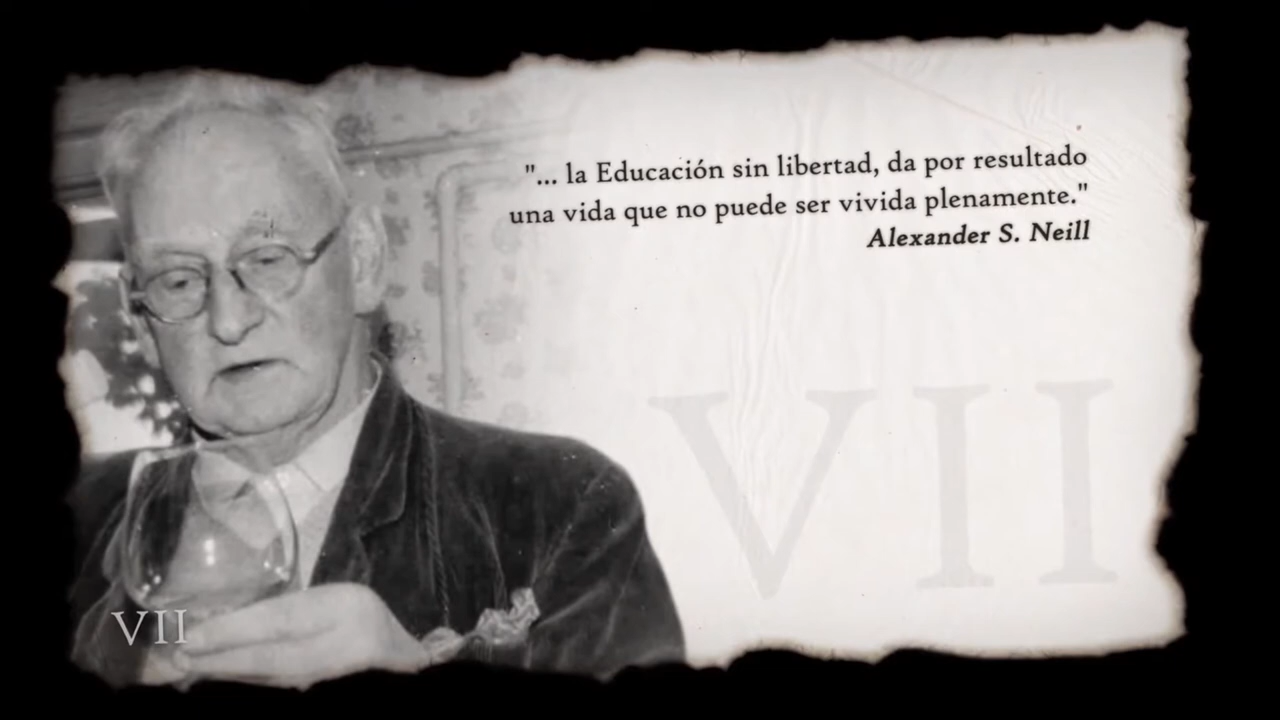 "... la Educación sin libertad, da por resultado
una vida que no puede ser vivida plenamente."
Alexander S. Neill
VII
VII